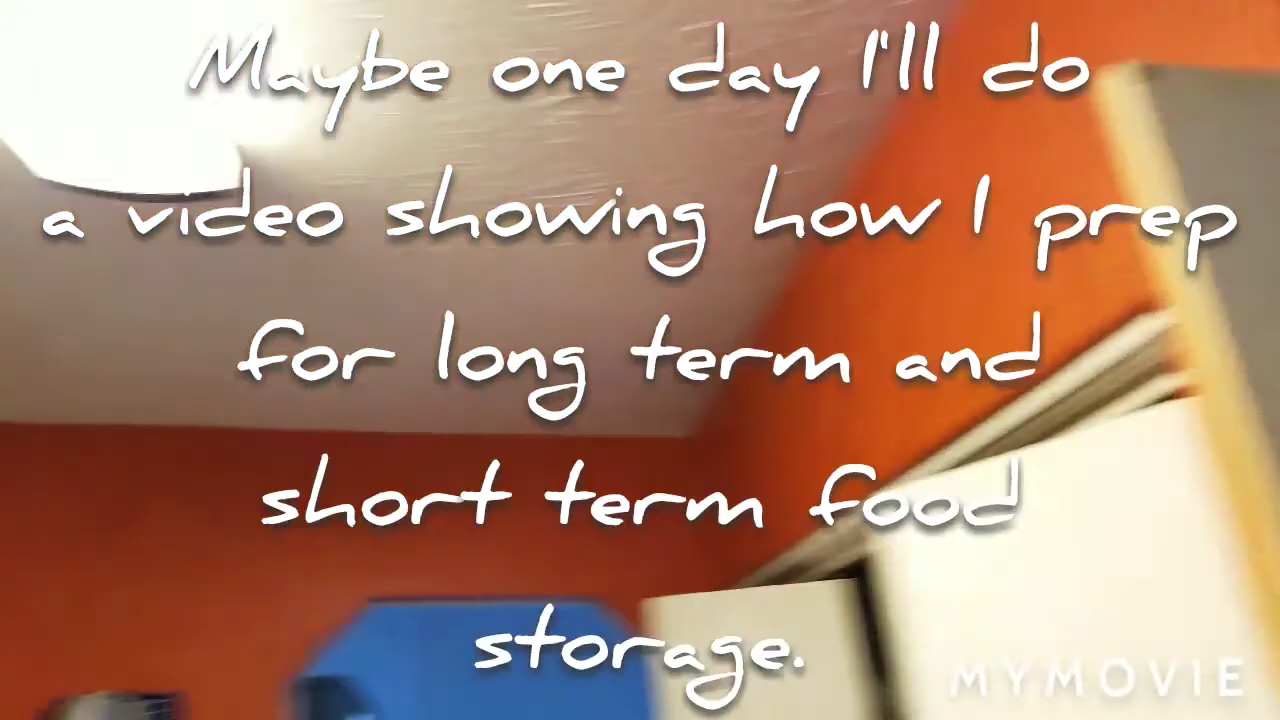 Maybe one day I'll do
a video showing how I prep
for long term and
short term food
storage.
MYMOVIE